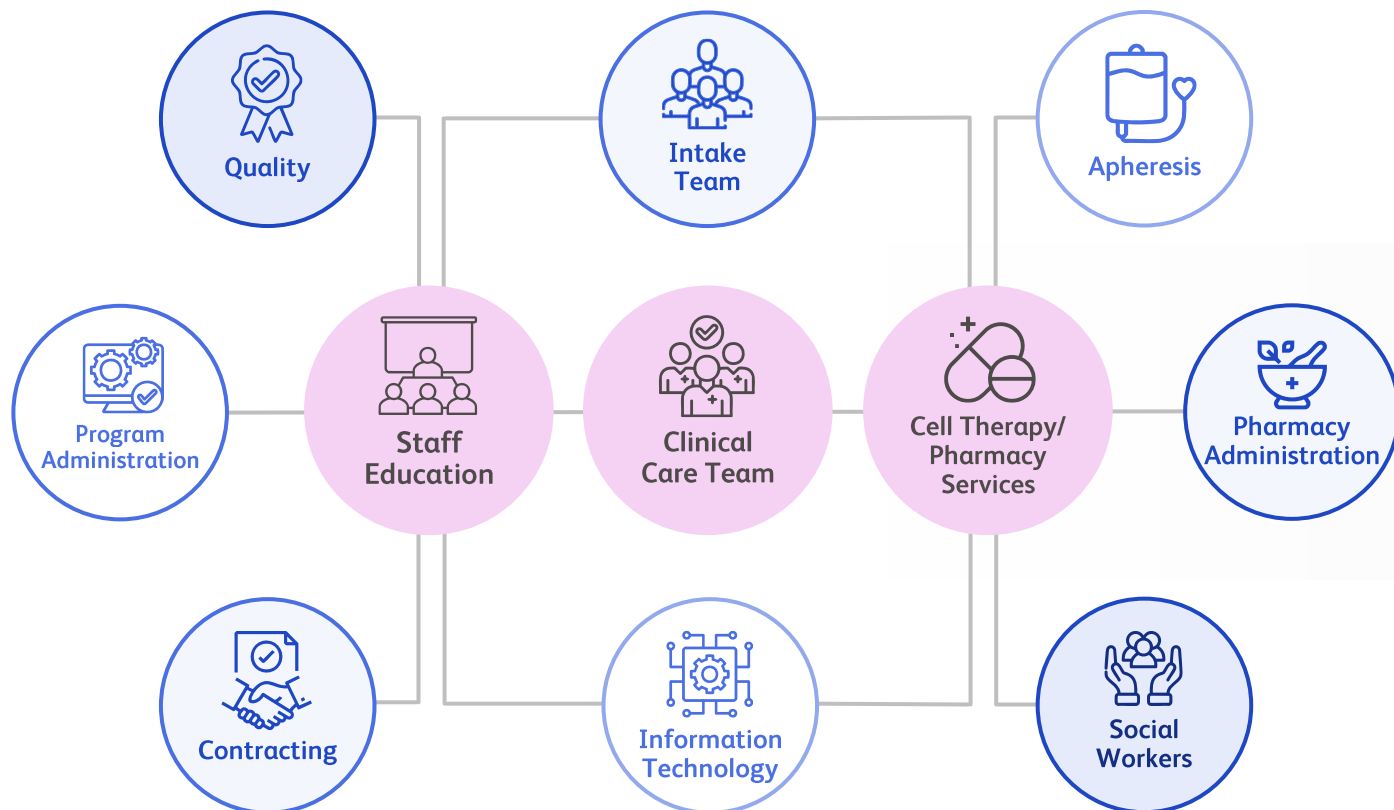 Quality
Intake
Team
Apheresis
Program
Administration
Staff
Education
Clinical
Care Team
Cell Therapy/
Pharmacy
Services
Pharmacy
Administration
Contracting
Information
Technology
Social
Workers